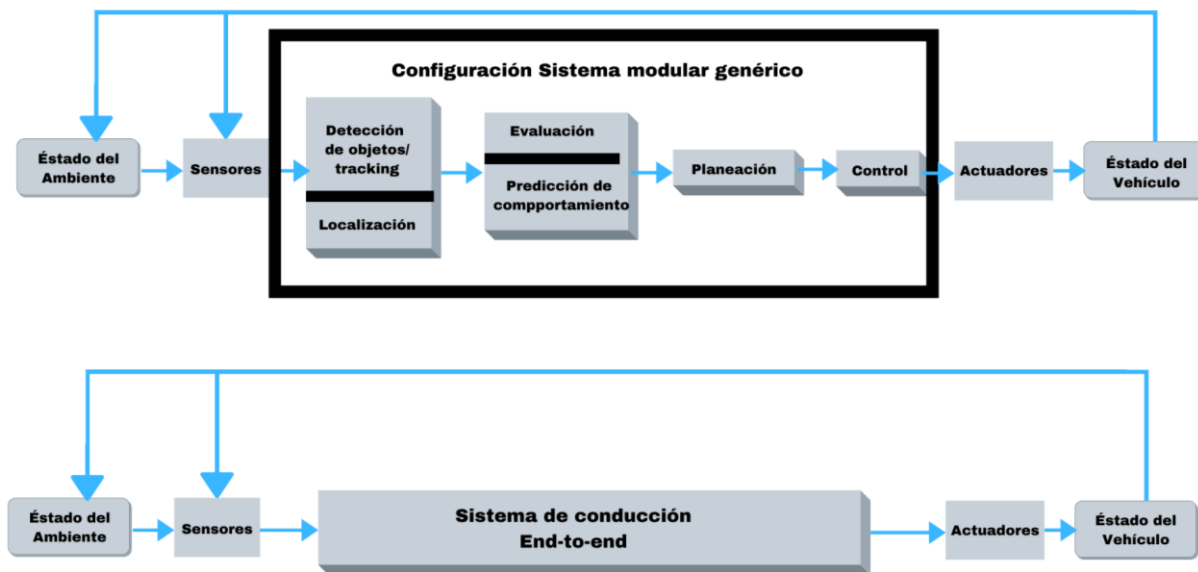 Configuración Sistema modular genérico
Éstado del
Ambiente
Sensores
Detección
de objetos/
tracking
Localización
Evaluación
Predicción de
compportamiento
Planeación
Control
Actuadores
Éstado del
Vehículo
Éstado del
Ambiente
Sensores
Sistema de conducción
End-to-end
Actuadores
Éstado del
Vehículo